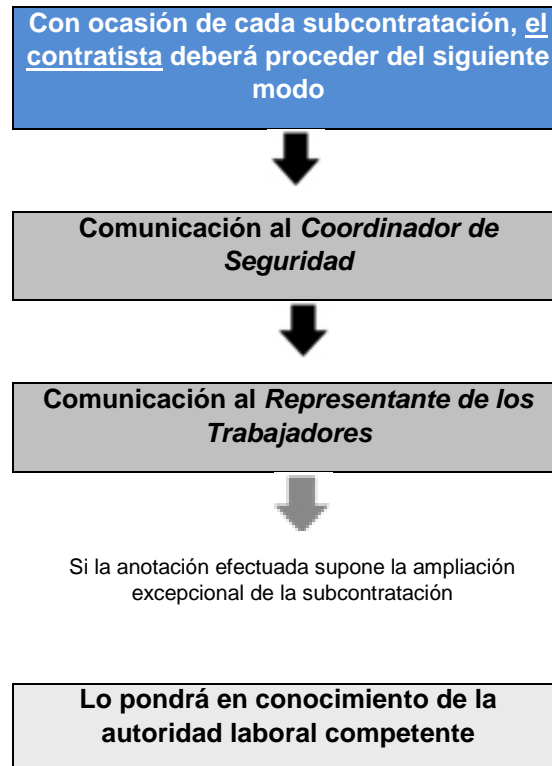 Con ocasión de cada subcontratación, el
contratista deberá proceder del siguiente
modo
Comunicación al Coordinador de
Seguridad
Comunicación al Representante de los
Trabajadores
Si la anotación efectuada supone la ampliación
excepcional de la subcontratación
Lo pondrá en conocimiento de la
autoridad laboral competente